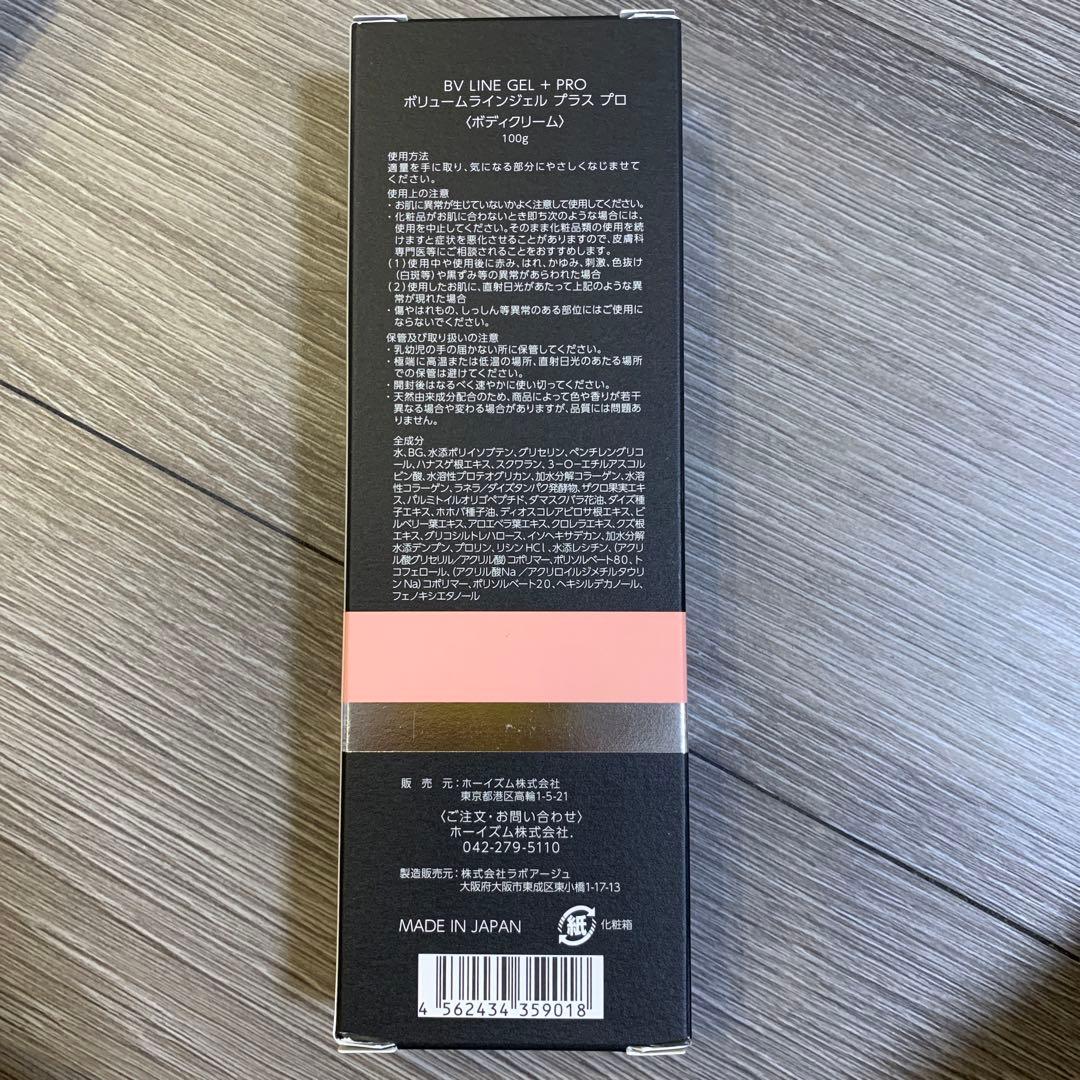 BV LINE GEL + PRO
ボリュームラインジェル プラス プロ
〈ボディクリーム〉
100g
使用方法
適量を手に取り、気になる部分にやさしくなじませて
ください。
使用上の注意
・お肌に異常が生じていないかよく注意して使用してください。
・化粧品がお肌に合わないとき即ち次のような場合には、
使用を中止してください。そのまま化粧品類の使用を続
けますと症状を悪化させることがありますので、皮膚科
専門医等にご相談されることをおすすめします。
(1)使用中や使用後に赤み、はれ、かゆみ、刺激、色抜け
(白斑等)や黒ずみ等の異常があらわれた場合
(2)使用したお肌に、直射日光があたって上記のような異
常が現れた場合
・傷やはれもの、しっしん等異常のある部位にはご使用に
ならないでください。
保管及び取り扱いの注意
・乳幼児の手の届かない所に保管してください。
・極端に高温または低温の場所、直射日光のあたる場所
での保管は避けてください。
・開封後はなるべく速やかに使い切ってください。
・天然由来成分配合のため、商品によって色や香りが若干
異なる場合や変わる場合がありますが、品質には問題あ
りません。
全成分
水、BG、水添ポリイソブテン、グリセリン、ペンチレングリコ
ール、ハナスゲ根エキス、スクワラン、3-O-エチルアスコル
ビン酸、水溶性プロテオグリカン、加水分解コラーゲン、水溶
性コラーゲン、ラネラ/ダイズタンパク発酵物、ザクロ果実エキ
ス、パルミトイルオリゴペプチド、ダマスクバラ花油、ダイズ種
子エキス、ホホバ種子油、ディオスコレアビロサ根エキス、ビ
ルベリー葉エキス、アロエベラ葉エキス、クロレラエキス、クズ根
エキス、グリコシルトレハロース、イソヘキサデカン、加水分解
水添デンプン、プロリン、リシンHCl、水添レシチン、(アクリ
ル酸グリセリル/アクリル酸)コポリマー、ポリソルベート80、ト
コフェロール、(アクリル酸Na/アクリロイルジメチルタウリ
ンNa)コポリマー、ポリソルベート20、ヘキシルデカノール、
フェノキシエタノール
販売元:ホーイズム株式会社
東京都港区高輪1-5-21
〈ご注文・お問い合わせ〉
ホーイズム株式会社.
042-279-5110
製造販売元:株式会社ラボアージュ
大阪府大阪市東成区東小橋1-17-13
MADE IN JAPAN 紙 化粧箱
4 562434 359018